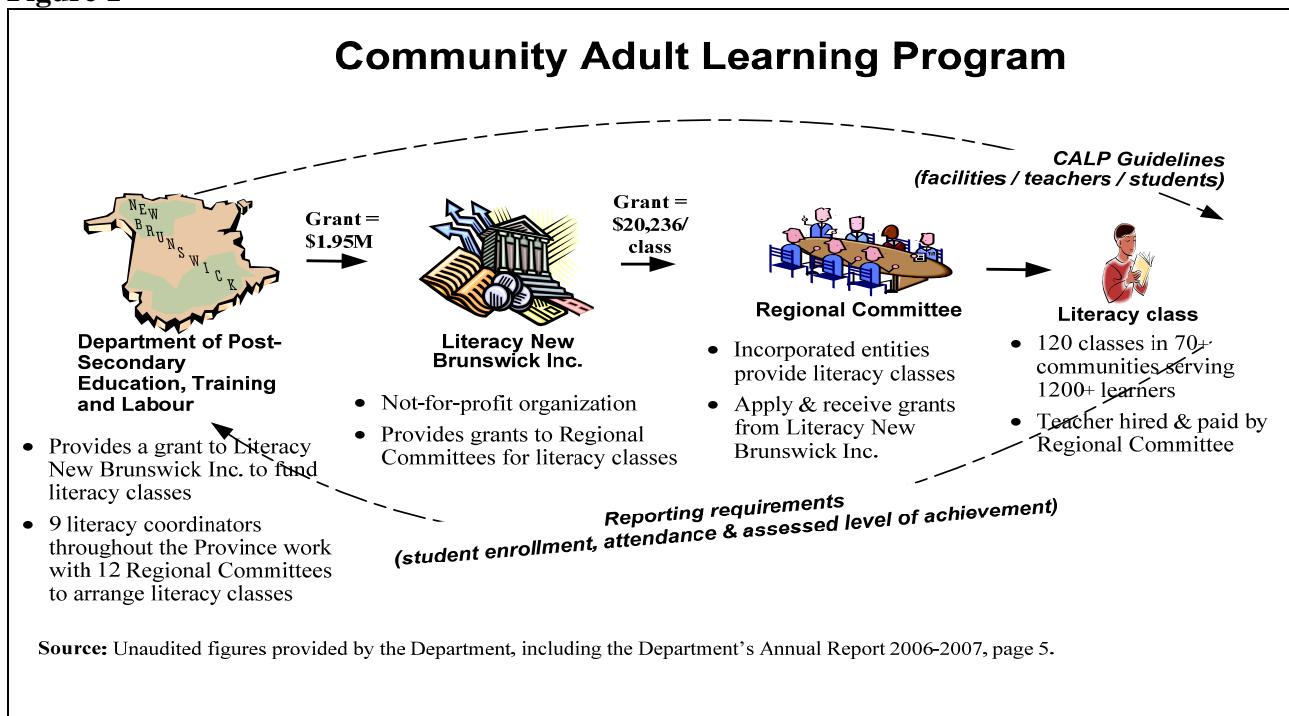 Community Adult Learning Program
CALP Guidelines
(facilities / teachers / students)
NEW
BRUNSWICK
Grant =
$1.95M
Grant =
$20,236/
class
Department of Post-
Secondary
Education, Training
and Labour
• Provides a grant to Literacy
New Brunswick Inc. to fund
literacy classes
• 9 literacy coordinators
throughout the Province work
with 12 Regional Committees
to arrange literacy classes
Literacy New
Brunswick Inc.
• Not-for-profit organization
• Provides grants to Regional
Committees for literacy classes
Regional Committee
• Incorporated entities
provide literacy classes
• Apply & receive grants
from Literacy New
Brunswick Inc.
Literacy class
• 120 classes in 70+
communities serving
1200+ learners
• Teacher hired & paid by
Regional Committee
Reporting requirements
(student enrollment, attendance & assessed level of achievement)
Source: Unaudited figures provided by the Department, including the Department's Annual Report 2006-2007, page 5.